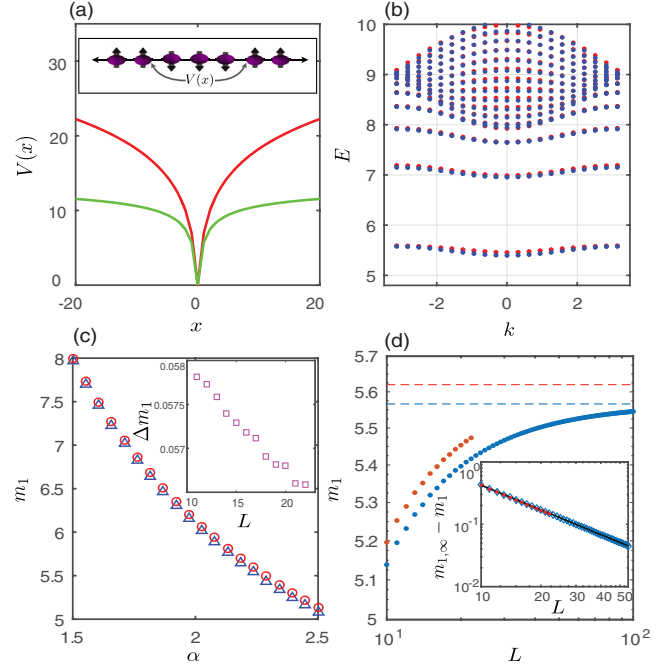 (a)
V(x)
30
20
10
0
-20
0
20
x
V(x)
(b)
E
10
9
8
7
6
5
-2
0
2
k
(c)
m1
8
7.5
7
6.5
6
5.5
5
1.5
2
2.5
α
Δm1
0.058
0.0575
0.057
10
15
20
L
(d)
m1
5.7
5.6
5.5
5.4
5.3
5.2
5.1
5
10^1
10^2
L
m1,∞ − m1
10^0
10^-1
10^-2
10
20
30
40
50
L